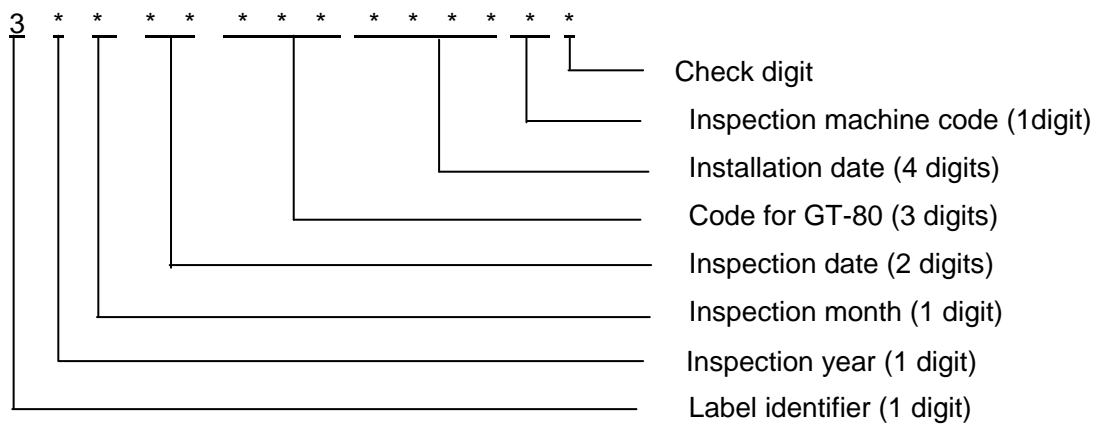 3 * * * * * * * * * * * * *
Check digit
Inspection machine code (1digit)
Installation date (4 digits)
Code for GT-80 (3 digits)
Inspection date (2 digits)
Inspection month (1 digit)
Inspection year (1 digit)
Label identifier (1 digit)